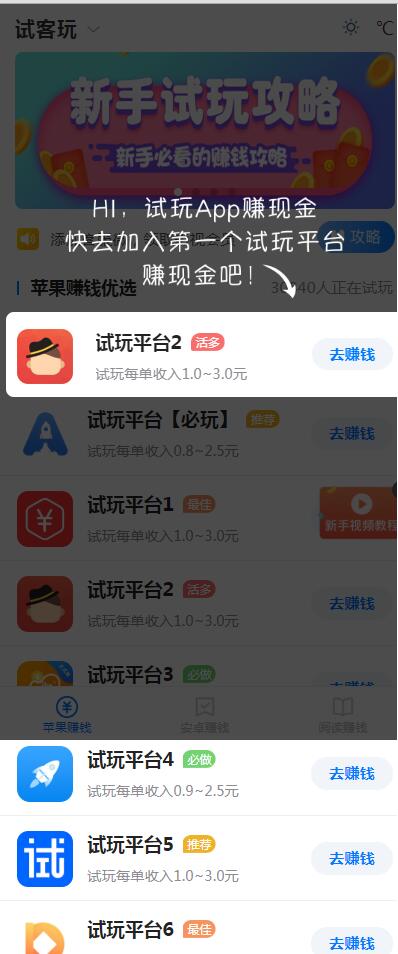 试客玩
℃
新手试玩攻略
新手必看的赚钱攻略
HI，试玩App赚现金
攻略
快去加入第一个试玩平台
赚现金吧！
苹果赚钱优选
40人正在试玩
试玩平台2 活多
试玩每单收入1.0~3.0元
去赚钱
试玩平台【必玩】 推荐
试玩每单收入0.8~2.5元
去赚钱
试玩平台1 最佳
试玩每单收入1.0~3.0元
新手视频教程
试玩平台2 活多
试玩每单收入1.0~3.0元
去赚钱
试玩平台3 必做
苹果赚钱
安卓赚钱
阅读赚钱
试玩平台4 必做
试玩每单收入0.9~2.5元
去赚钱
试
试玩平台5 推荐
试玩每单收入1.0~3.0元
去赚钱
试玩平台6 最佳
去赚钱